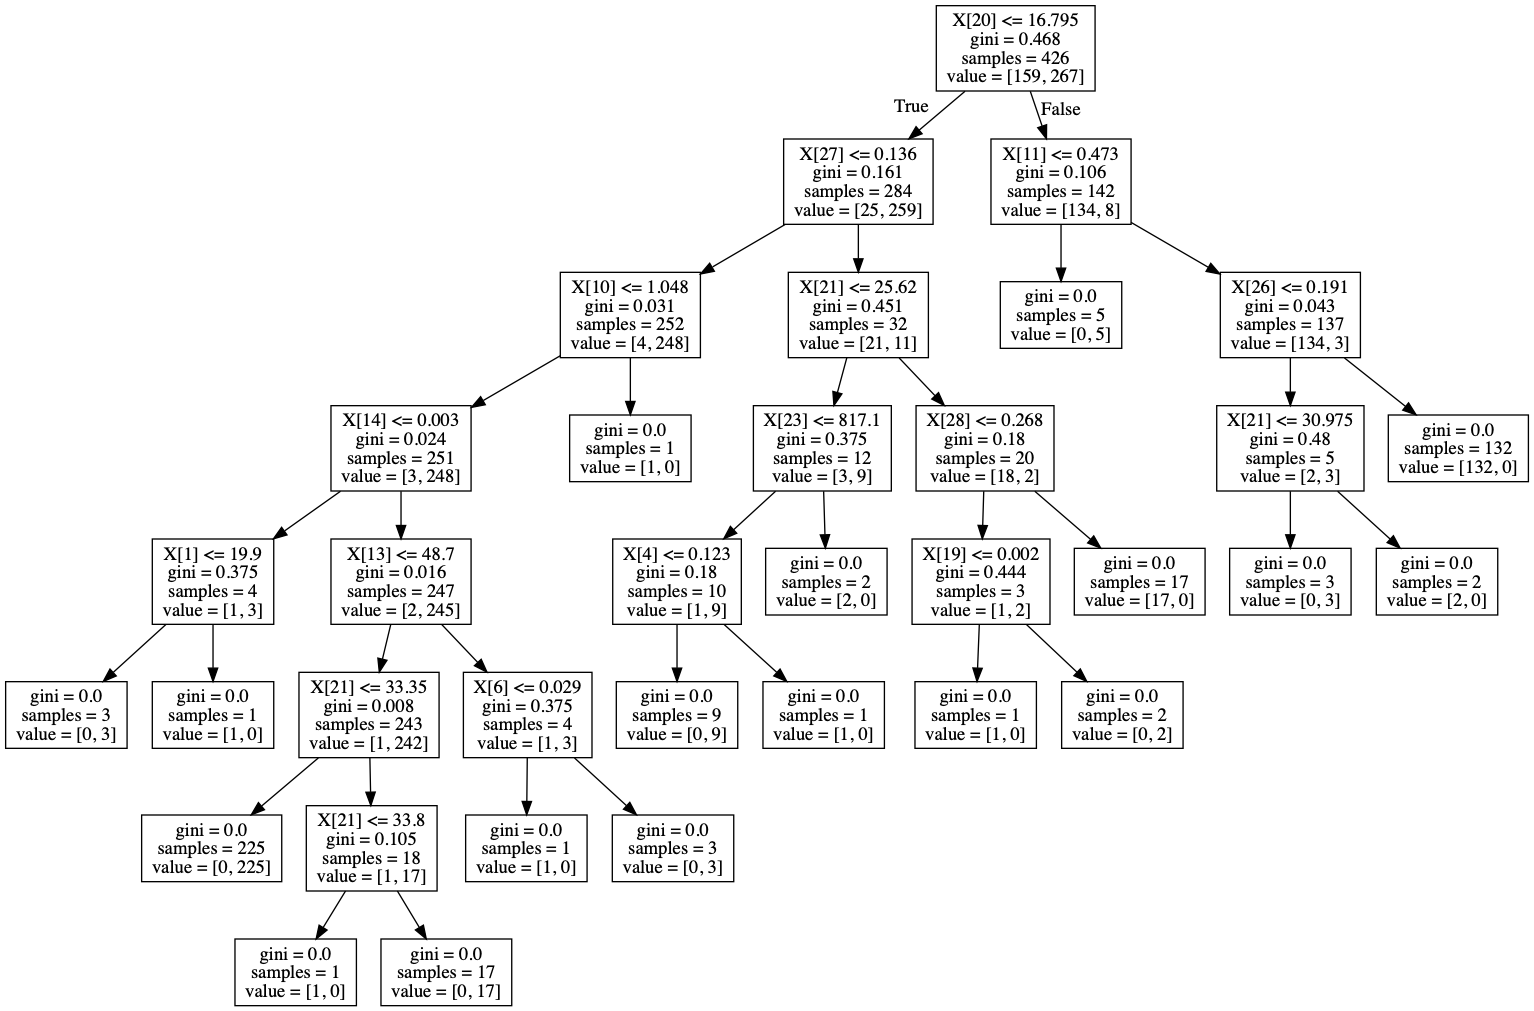 X[20] <= 16.795
gini = 0.468
samples = 426
value = [159, 267]
True
False
X[27] <= 0.136
gini = 0.161
samples = 284
value = [25, 259]
X[11] <= 0.473
gini = 0.106
samples = 142
value = [134, 8]
X[10] <= 1.048
gini = 0.031
samples = 252
value = [4, 248]
X[21] <= 25.62
gini = 0.451
samples = 32
value = [21, 11]
gini = 0.0
samples = 5
value = [0, 5]
X[26] <= 0.191
gini = 0.043
samples = 137
value = [134, 3]
X[14] <= 0.003
gini = 0.024
samples = 251
value = [3, 248]
gini = 0.0
samples = 1
value = [1, 0]
X[23] <= 817.1
gini = 0.375
samples = 12
value = [3, 9]
X[28] <= 0.268
gini = 0.18
samples = 20
value = [18, 2]
X[21] <= 30.975
gini = 0.48
samples = 5
value = [2, 3]
gini = 0.0
samples = 132
value = [132, 0]
X[1] <= 19.9
gini = 0.375
samples = 4
value = [1, 3]
X[13] <= 48.7
gini = 0.016
samples = 247
value = [2, 245]
X[4] <= 0.123
gini = 0.18
samples = 10
value = [1, 9]
gini = 0.0
samples = 2
value = [2, 0]
X[19] <= 0.002
gini = 0.444
samples = 3
value = [1, 2]
gini = 0.0
samples = 17
value = [17, 0]
gini = 0.0
samples = 3
value = [0, 3]
gini = 0.0
samples = 2
value = [2, 0]
gini = 0.0
samples = 3
value = [0, 3]
gini = 0.0
samples = 1
value = [1, 0]
X[21] <= 33.35
gini = 0.008
samples = 243
value = [1, 242]
X[6] <= 0.029
gini = 0.375
samples = 4
value = [1, 3]
gini = 0.0
samples = 9
value = [0, 9]
gini = 0.0
samples = 1
value = [1, 0]
gini = 0.0
samples = 1
value = [1, 0]
gini = 0.0
samples = 2
value = [0, 2]
gini = 0.0
samples = 225
value = [0, 225]
X[21] <= 33.8
gini = 0.105
samples = 18
value = [1, 17]
gini = 0.0
samples = 1
value = [1, 0]
gini = 0.0
samples = 3
value = [0, 3]
gini = 0.0
samples = 1
value = [1, 0]
gini = 0.0
samples = 17
value = [0, 17]